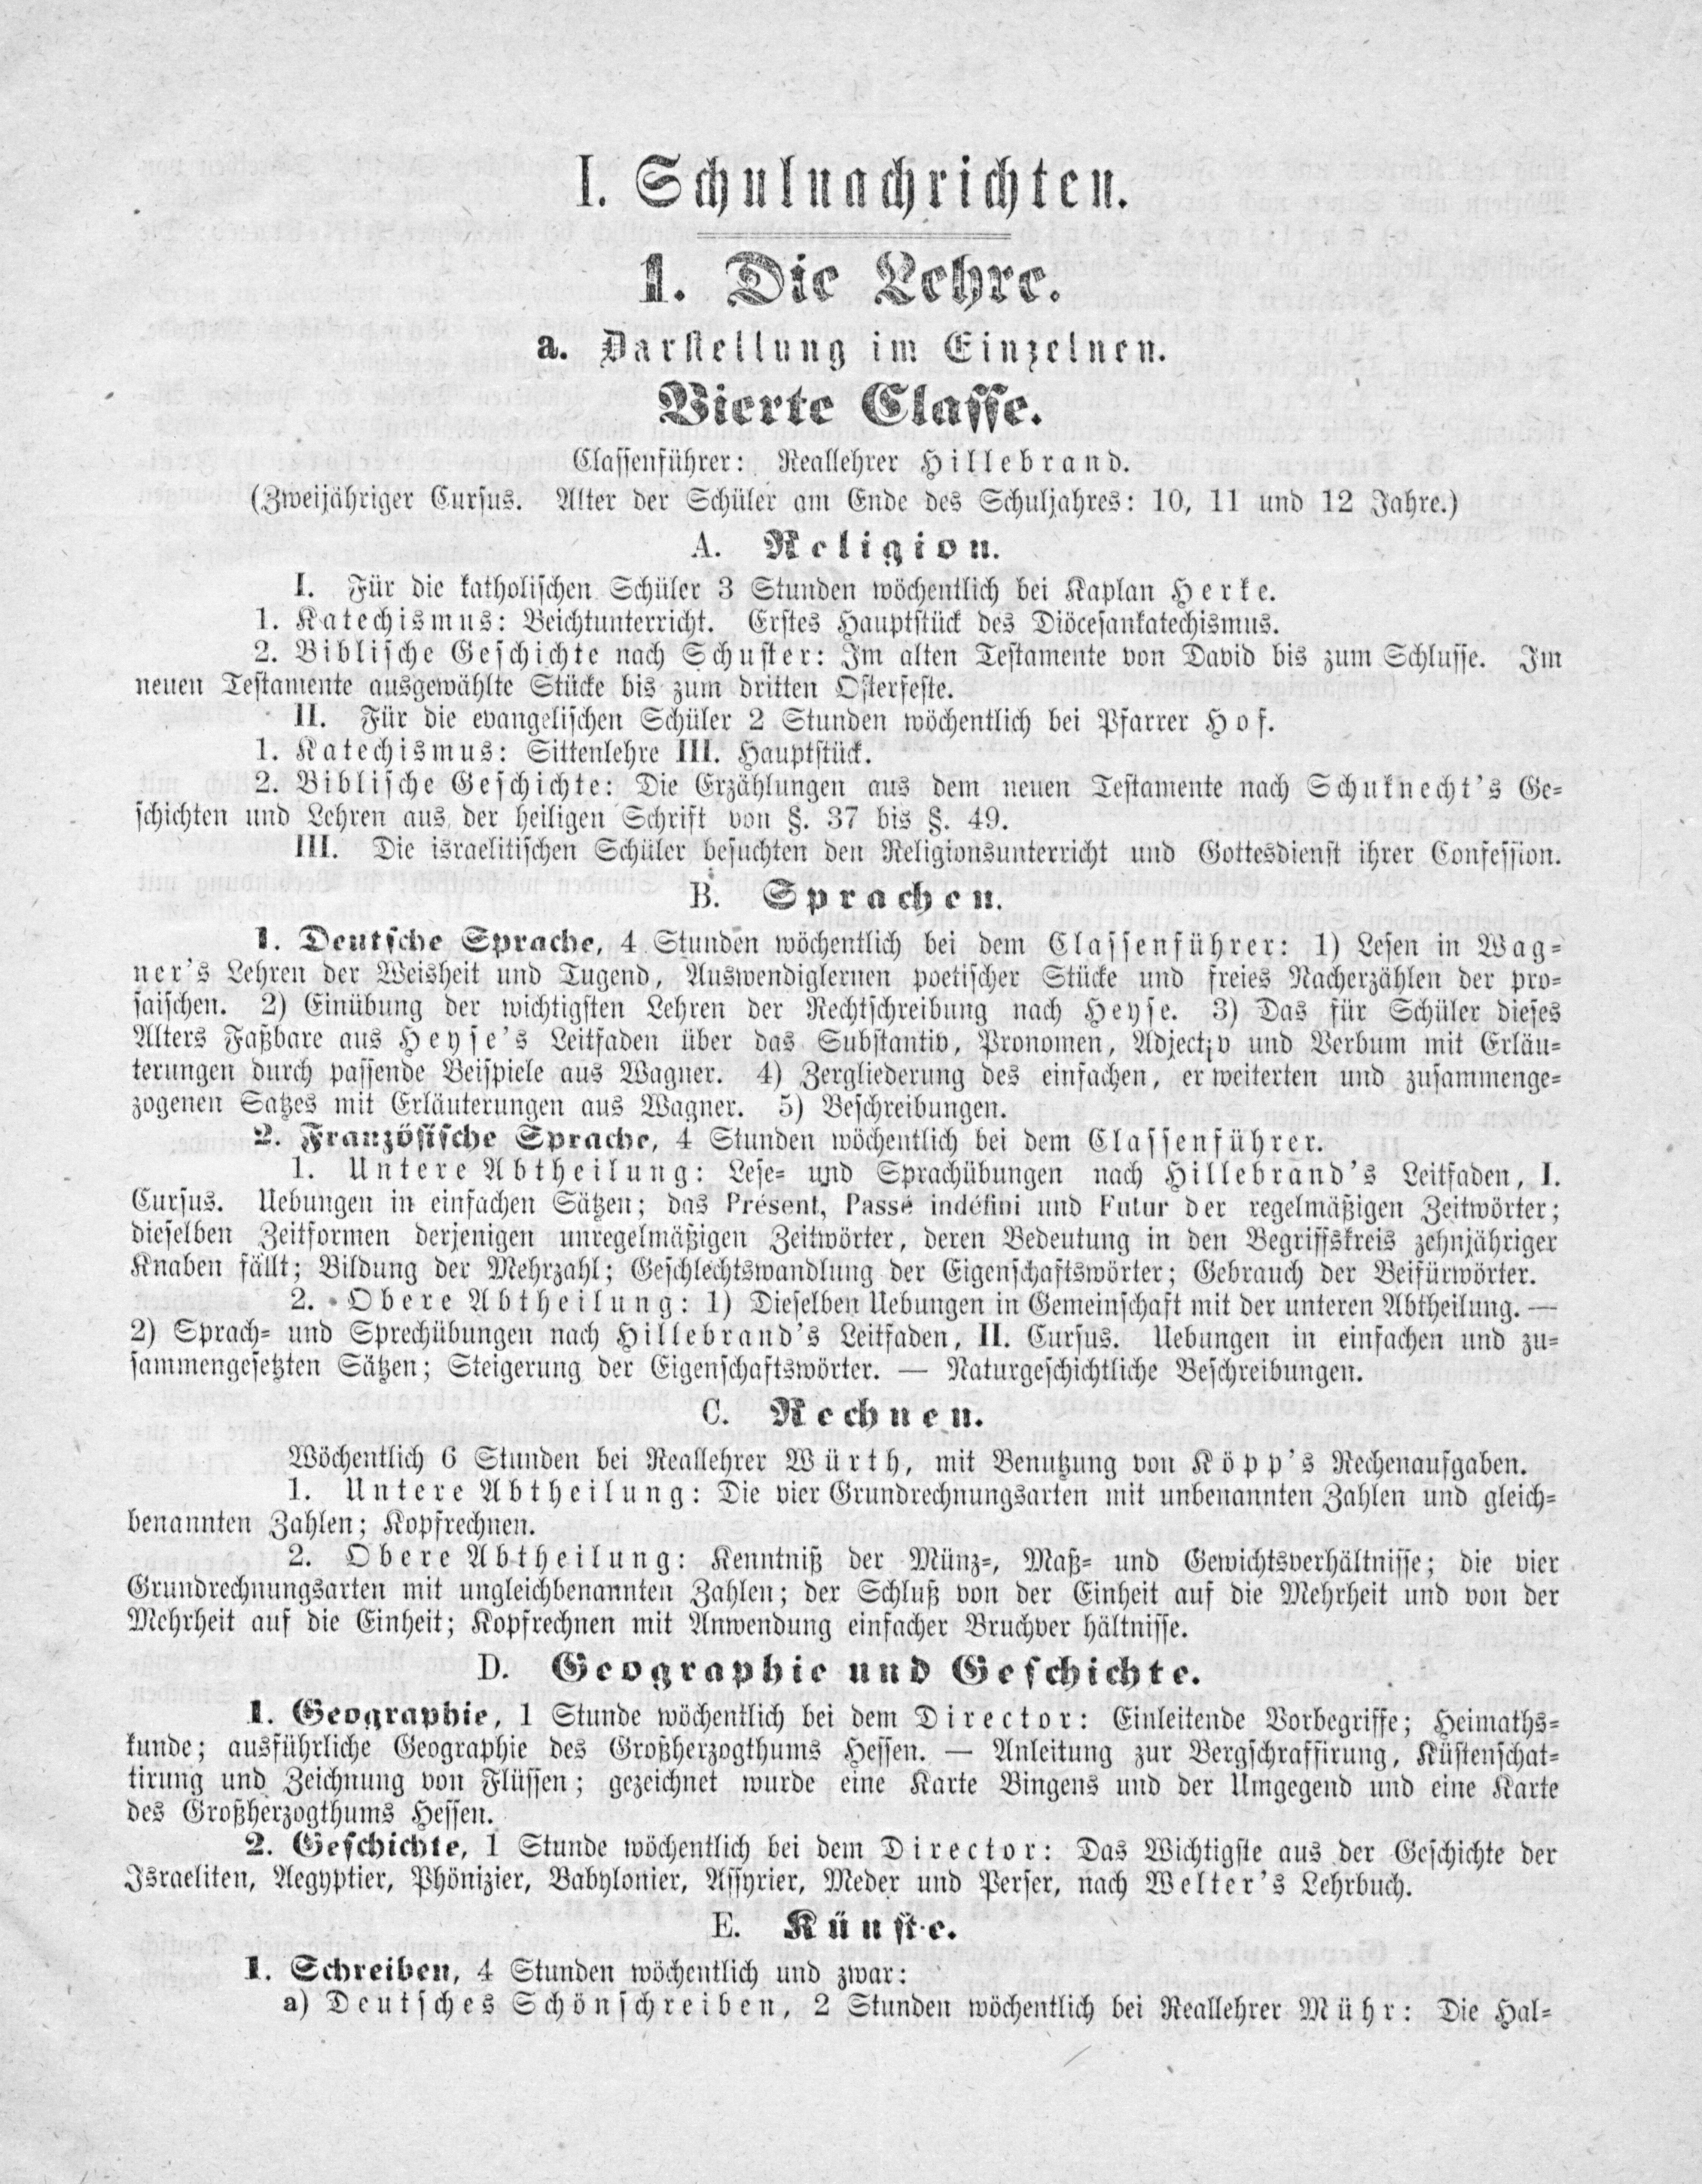 I. Schulnachrichten.
1. Die Lehre.
a. Darstellung im Einzelnen.
Vierte Classe.
Classenführer: Reallehrer Hillebrand.
(Zweijähriger Cursus. Alter der Schüler am Ende des Schuljahres: 10, 11 und 12 Jahre.)
A. Religion.
I. Für die katholischen Schüler 3 Stunden wöchentlich bei Kaplan Herke.
1. Katechismus: Beichtunterricht. Erstes Hauptstück des Diöcesankatechismus.
2. Biblische Geschichte nach Schuster: Im alten Testamente von David bis zum Schlusse. Im
neuen Testamente ausgewählte Stücke bis zum dritten Osterfeste.
II. Für die evangelischen Schüler 2 Stunden wöchentlich bei Pfarrer Hof.
1. Katechismus: Sittenlehre III. Hauptstück.
2. Biblische Geschichte: Die Erzählungen aus dem neuen Testamente nach Schuknecht's Ge-
schichten und Lehren aus der heiligen Schrift von §. 37 bis §. 49.
III. Die israelitischen Schüler besuchten den Religionsunterricht und Gottesdienst ihrer Confession.
B. Sprachen.
1. Deutsche Sprache, 4 Stunden wöchentlich bei dem Classenführer: 1) Lesen in Wag-
ner's Lehren der Weisheit und Tugend, Auswendiglernen poetischer Stücke und freies Nacherzählen der pro-
saischen. 2) Einübung der wichtigsten Lehren der Rechtschreibung nach Heyse. 3) Das für Schüler dieses
Alters Faßbare aus Heyse's Leitfaden über das Substantiv, Pronomen, Adjectiv und Verbum mit Erläu-
terungen durch passende Beispiele aus Wagner. 4) Zergliederung des einfachen, erweiterten und zusammenge-
zogenen Satzes mit Erläuterungen aus Wagner. 5) Beschreibungen.
2. Französische Sprache, 4 Stunden wöchentlich bei dem Classenführer.
1. Untere Abtheilung: Lese- und Sprachübungen nach Hillebrand's Leitfaden, I.
Cursus. Uebungen in einfachen Sätzen; das Présent, Passé indéfini und Futur der regelmäßigen Zeitwörter;
dieselben Zeitformen derjenigen unregelmäßigen Zeitwörter, deren Bedeutung in den Begriffskreis zehnjähriger
Knaben fällt; Bildung der Mehrzahl; Geschlechtswandlung der Eigenschaftswörter; Gebrauch der Beifürwörter.
2. Obere Abtheilung: 1) Dieselben Uebungen in Gemeinschaft mit der unteren Abtheilung. —
2) Sprach- und Sprechübungen nach Hillebrand's Leitfaden, II. Cursus. Uebungen in einfachen und zu-
sammengesetzten Sätzen; Steigerung der Eigenschaftswörter. — Naturgeschichtliche Beschreibungen.
C. Rechnen.
Wöchentlich 6 Stunden bei Reallehrer Würth, mit Benutzung von Köpp's Rechenaufgaben.
1. Untere Abtheilung: Die vier Grundrechnungsarten mit unbenannten Zahlen und gleich-
benannten Zahlen; Kopfrechnen.
2. Obere Abtheilung: Kenntniß der Münz-, Maß- und Gewichtsverhältnisse; die vier
Grundrechnungsarten mit ungleichbenannten Zahlen; der Schluß von der Einheit auf die Mehrheit und von der
Mehrheit auf die Einheit; Kopfrechnen mit Anwendung einfacher Bruchverhältnisse.
D. Geographie und Geschichte.
1. Geographie, 1 Stunde wöchentlich bei dem Director: Einleitende Vorbegriffe; Heimaths-
kunde; ausführliche Geographie des Großherzogthums Hessen. — Anleitung zur Bergschraffirung, Küstenschat-
tirung und Zeichnung von Flüssen; gezeichnet wurde eine Karte Bingens und der Umgegend und eine Karte
des Großherzogthums Hessen.
2. Geschichte, 1 Stunde wöchentlich bei dem Director: Das Wichtigste aus der Geschichte der
Israeliten, Aegyptier, Phönizier, Babylonier, Assyrier, Meder und Perser, nach Welter's Lehrbuch.
E. Künste.
1. Schreiben, 4 Stunden wöchentlich und zwar:
a) Deutsches Schönschreiben, 2 Stunden wöchentlich bei Reallehrer Mühr: Die Hal-